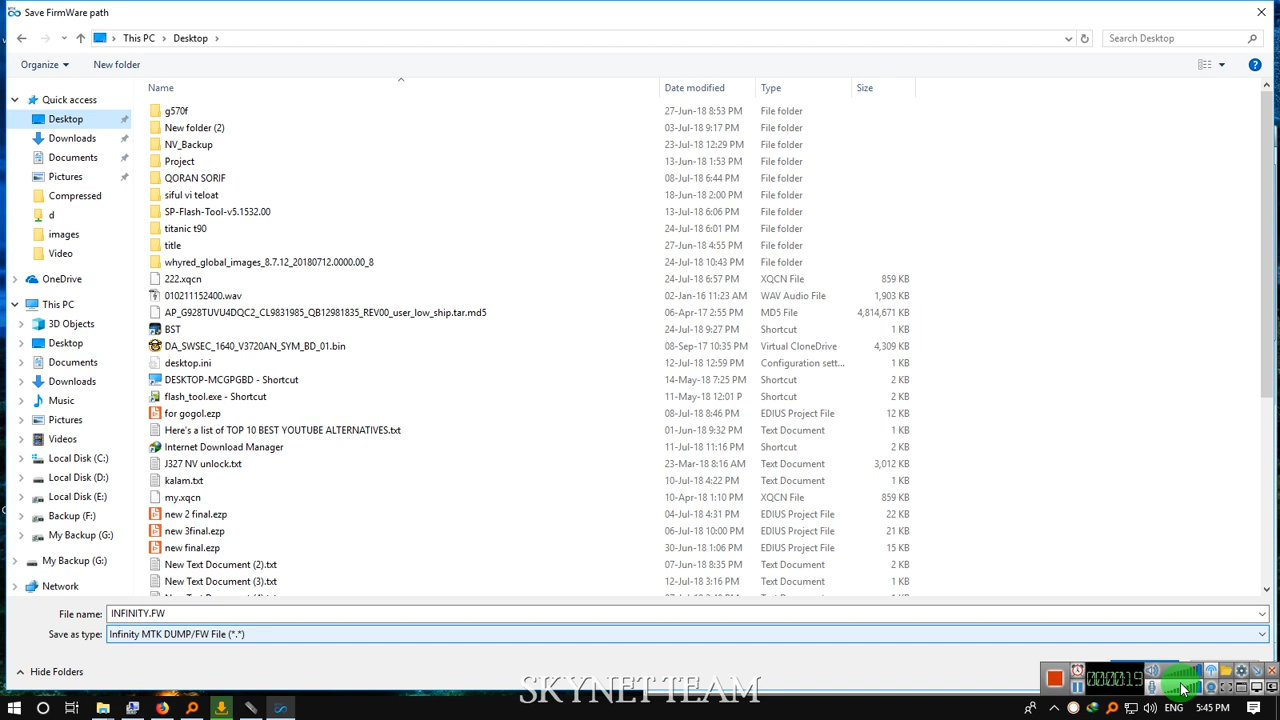 MTK Save FirmWare path
This PC > Desktop >
Search Desktop
Organize New folder
Name Date modified Type Size
Quick access
Desktop
Downloads
Documents
Pictures
Compressed
d
images
Video
OneDrive
This PC
3D Objects
Desktop
Documents
Downloads
Music
Pictures
Videos
Local Disk (C:)
Local Disk (D:)
Local Disk (E:)
Backup (F:)
My Backup (G:)
My Backup (G:)
Network
g570f 27-Jun-18 8:53 PM File folder
New folder (2) 03-Jul-18 9:17 PM File folder
NV_Backup 23-Jul-18 12:29 PM File folder
Project 13-Jun-18 1:53 PM File folder
QORAN SORIF 08-Jul-18 6:44 PM File folder
siful vi teloat 18-Jun-18 2:00 PM File folder
SP-Flash-Tool-v5.1532.00 13-Jul-18 6:06 PM File folder
titanic t90 24-Jul-18 6:01 PM File folder
title 27-Jun-18 4:55 PM File folder
whyred_global_images_8.7.12_20180712.0000.00_8 24-Jul-18 10:43 PM File folder
222.xqcn 24-Jul-18 6:57 PM XQCN File 859 KB
010211152400.wav 02-Jan-16 11:23 AM WAV Audio File 1,903 KB
AP_G928TUVU4DQC2_CL9831985_QB12981835_REV00_user_low_ship.tar.md5 06-Apr-17 2:55 PM MD5 File 4,814,671 KB
BST 24-Jul-18 9:27 PM Shortcut 2 KB
DA_SWSEC_1640_V3720AN_SYM_BD_01.bin 08-Sep-17 10:35 PM Virtual CloneDrive 4,309 KB
desktop.ini 12-Jul-18 12:59 PM Configuration sett... 1 KB
DESKTOP-MCGPGBD - Shortcut 14-May-18 7:25 PM Shortcut 2 KB
flash_tool.exe - Shortcut 11-May-18 12:01 P Shortcut 2 KB
for gogol.ezp 08-Jul-18 8:46 PM EDIUS Project File 12 KB
Here's a list of TOP 10 BEST YOUTUBE ALTERNATIVES.txt 01-Jun-18 9:32 PM Text Document 2 KB
Internet Download Manager 11-Jul-18 11:16 PM Shortcut 2 KB
J327 NV unlock.txt 23-Mar-18 8:16 AM Text Document 3,012 KB
kalam.txt 10-Jul-18 4:22 PM Text Document 1 KB
my.xqcn 10-Apr-18 1:10 PM XQCN File 859 KB
new 2 final.ezp 04-Jul-18 4:31 PM EDIUS Project File 22 KB
new 3final.ezp 06-Jul-18 10:00 PM EDIUS Project File 21 KB
new final.ezp 30-Jun-18 1:06 PM EDIUS Project File 15 KB
New Text Document (2).txt 07-Jun-18 8:35 PM Text Document 2 KB
New Text Document (3).txt 12-Jul-18 3:16 PM Text Document 1 KB
File name: INFINITY.FW
Save as type: Infinity MTK DUMP/FW File (*.*)
Hide Folders
00:00:19
SKYNET TEAM
ENG 5:45 PM